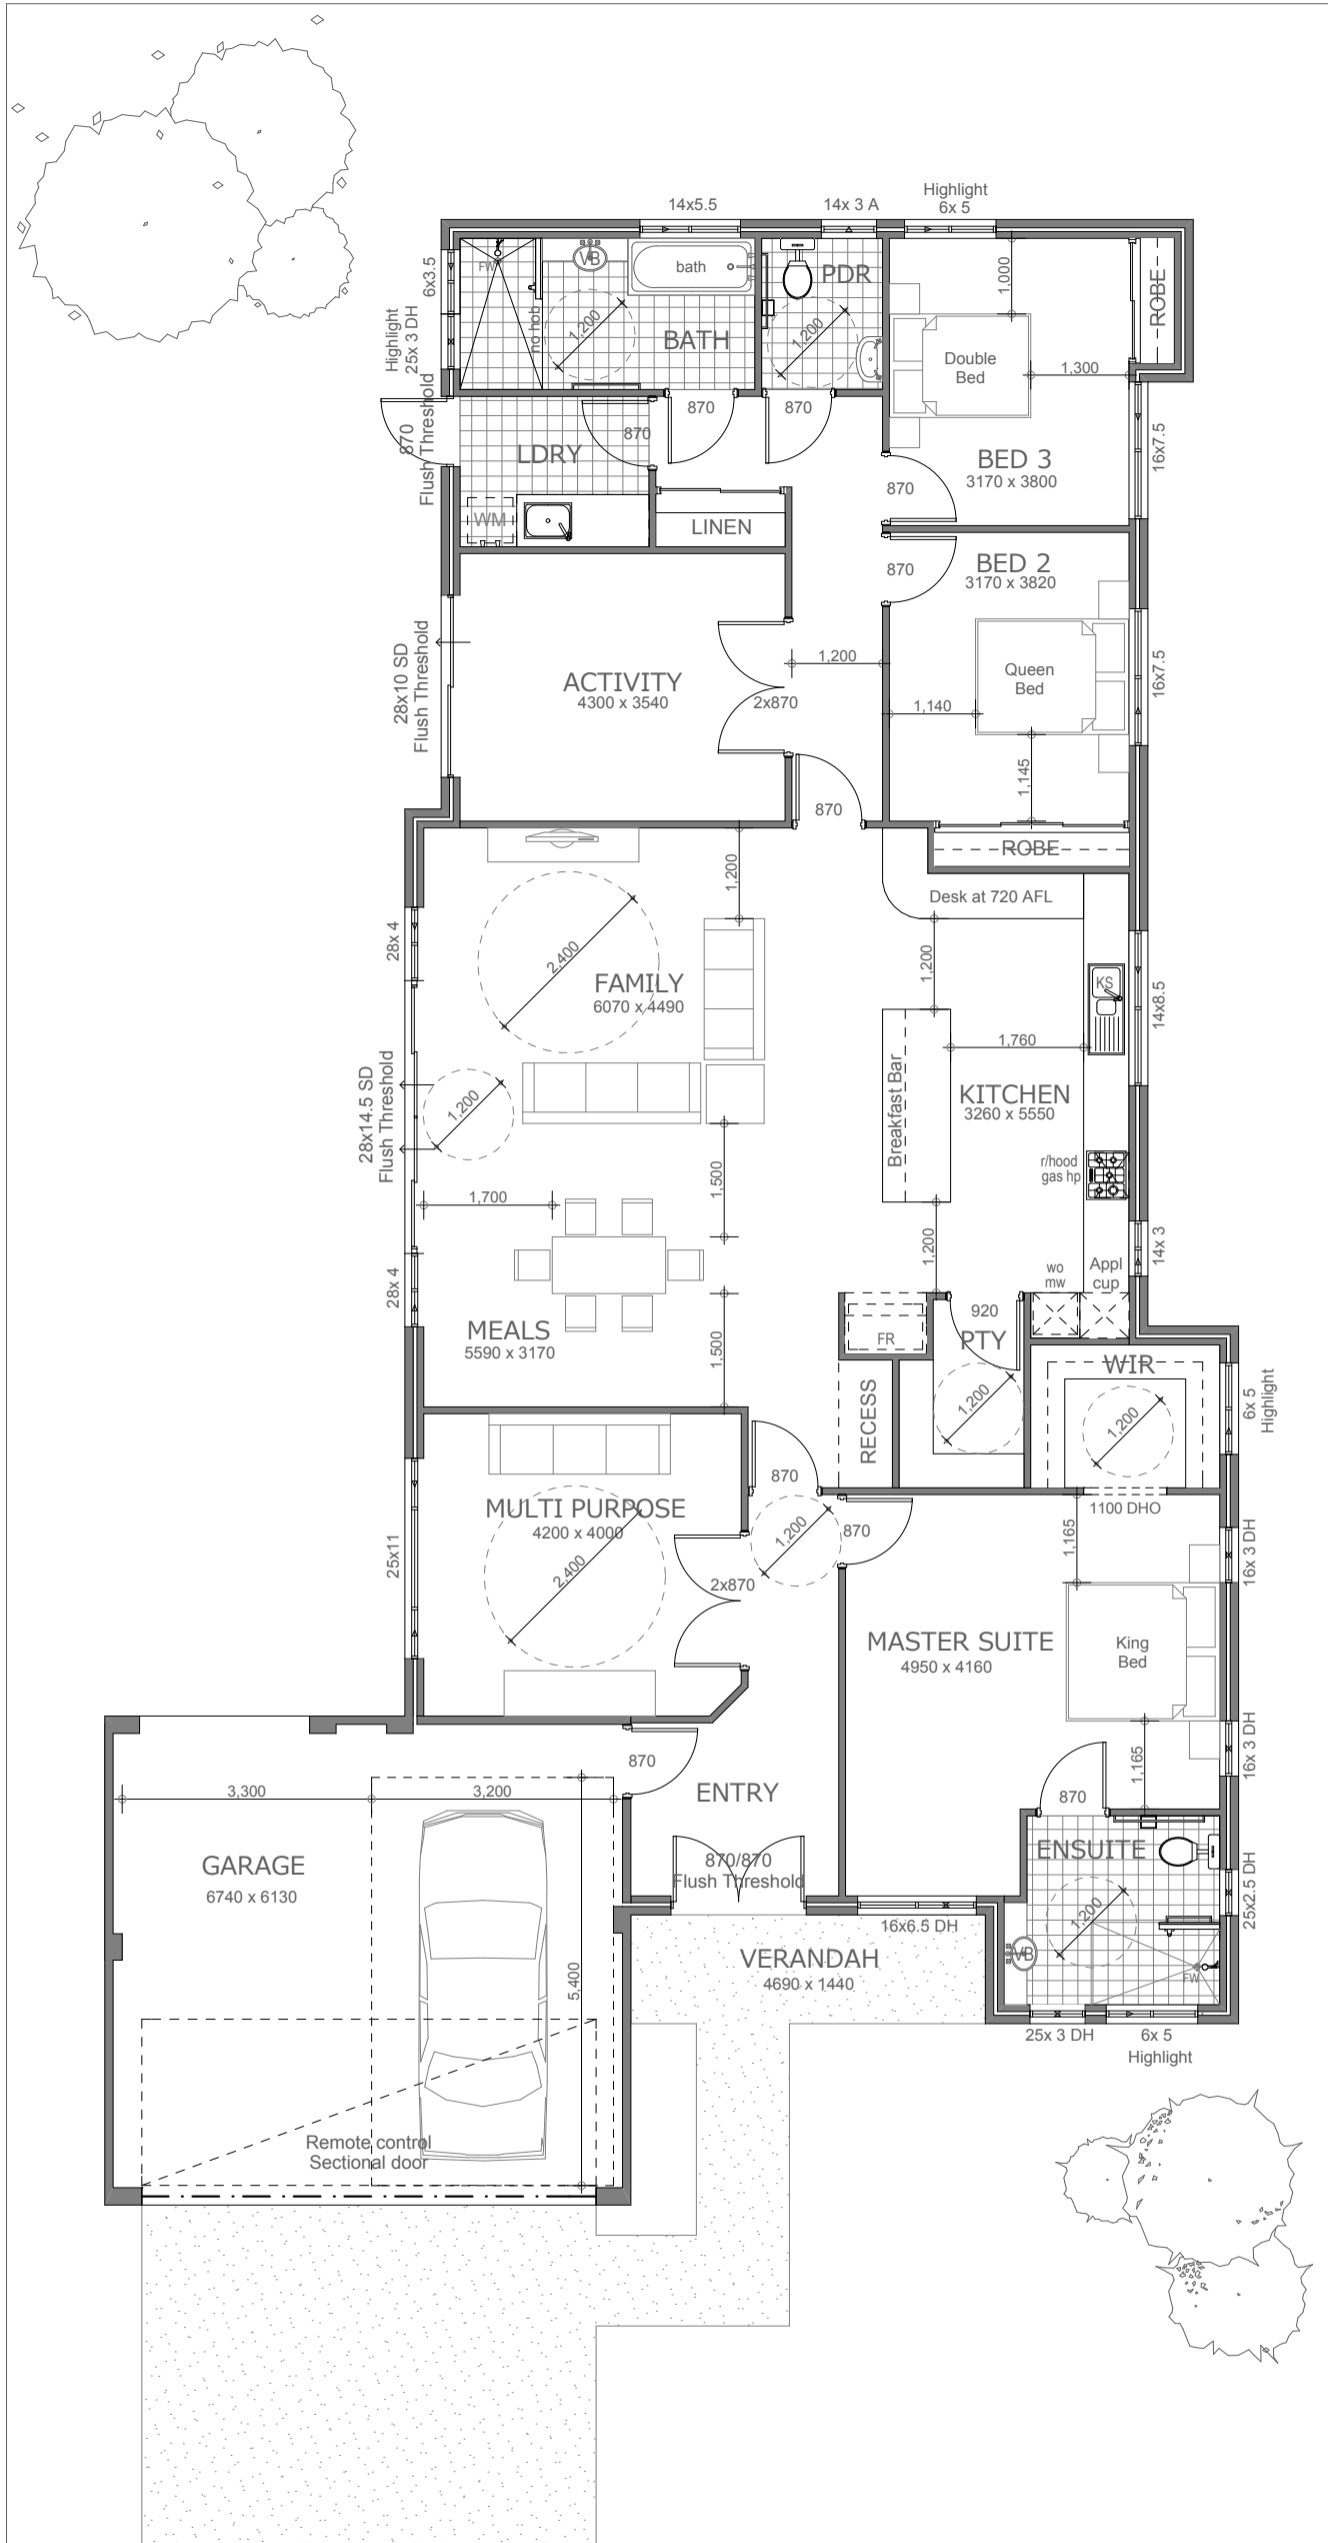 14x5.5
14x 3 A
Highlight
6x 5
6x3.5
Highlight
25x 3 DH
FW
VB
bath
no hob
1,200
BATH
PDR
1,200
1,000
ROBE
Double
Bed
1,300
870
Flush Threshold
870
870
870
LDRY
BED 3
3170 x 3800
16x7.5
870
WM
LINEN
870
BED 2
3170 x 3820
28x10 SD
Flush Threshold
ACTIVITY
4300 x 3540
2x870
1,200
Queen
Bed
16x7.5
1,140
1,145
870
ROBE
1,200
Desk at 720 AFL
28x 4
2,400
FAMILY
6070 x 4490
1,200
KS
14x8.5
1,760
28x14.5 SD
Flush Threshold
1,200
Breakfast Bar
KITCHEN
3260 x 5550
r/hood
gas hp
1,700
1,500
1,200
14x 3
28x 4
wo
mw
Appl
cup
MEALS
5590 x 3170
1,500
FR
920
PTY
WIR
1,200
1,200
6x 5
Highlight
RECESS
870
1100 DHO
MULTI PURPOSE
4200 x 4000
2,400
25x11
1,200
870
1,165
16x 3 DH
2x870
MASTER SUITE
4950 x 4160
King
Bed
16x 3 DH
1,165
870
870
3,300
3,200
ENTRY
GARAGE
6740 x 6130
870/870
Flush Threshold
ENSUITE
1,200
25x2.5 DH
16x6.5 DH
VB
FW
VERANDAH
4690 x 1440
5,400
25x 3 DH
6x 5
Highlight
Remote control
Sectional door